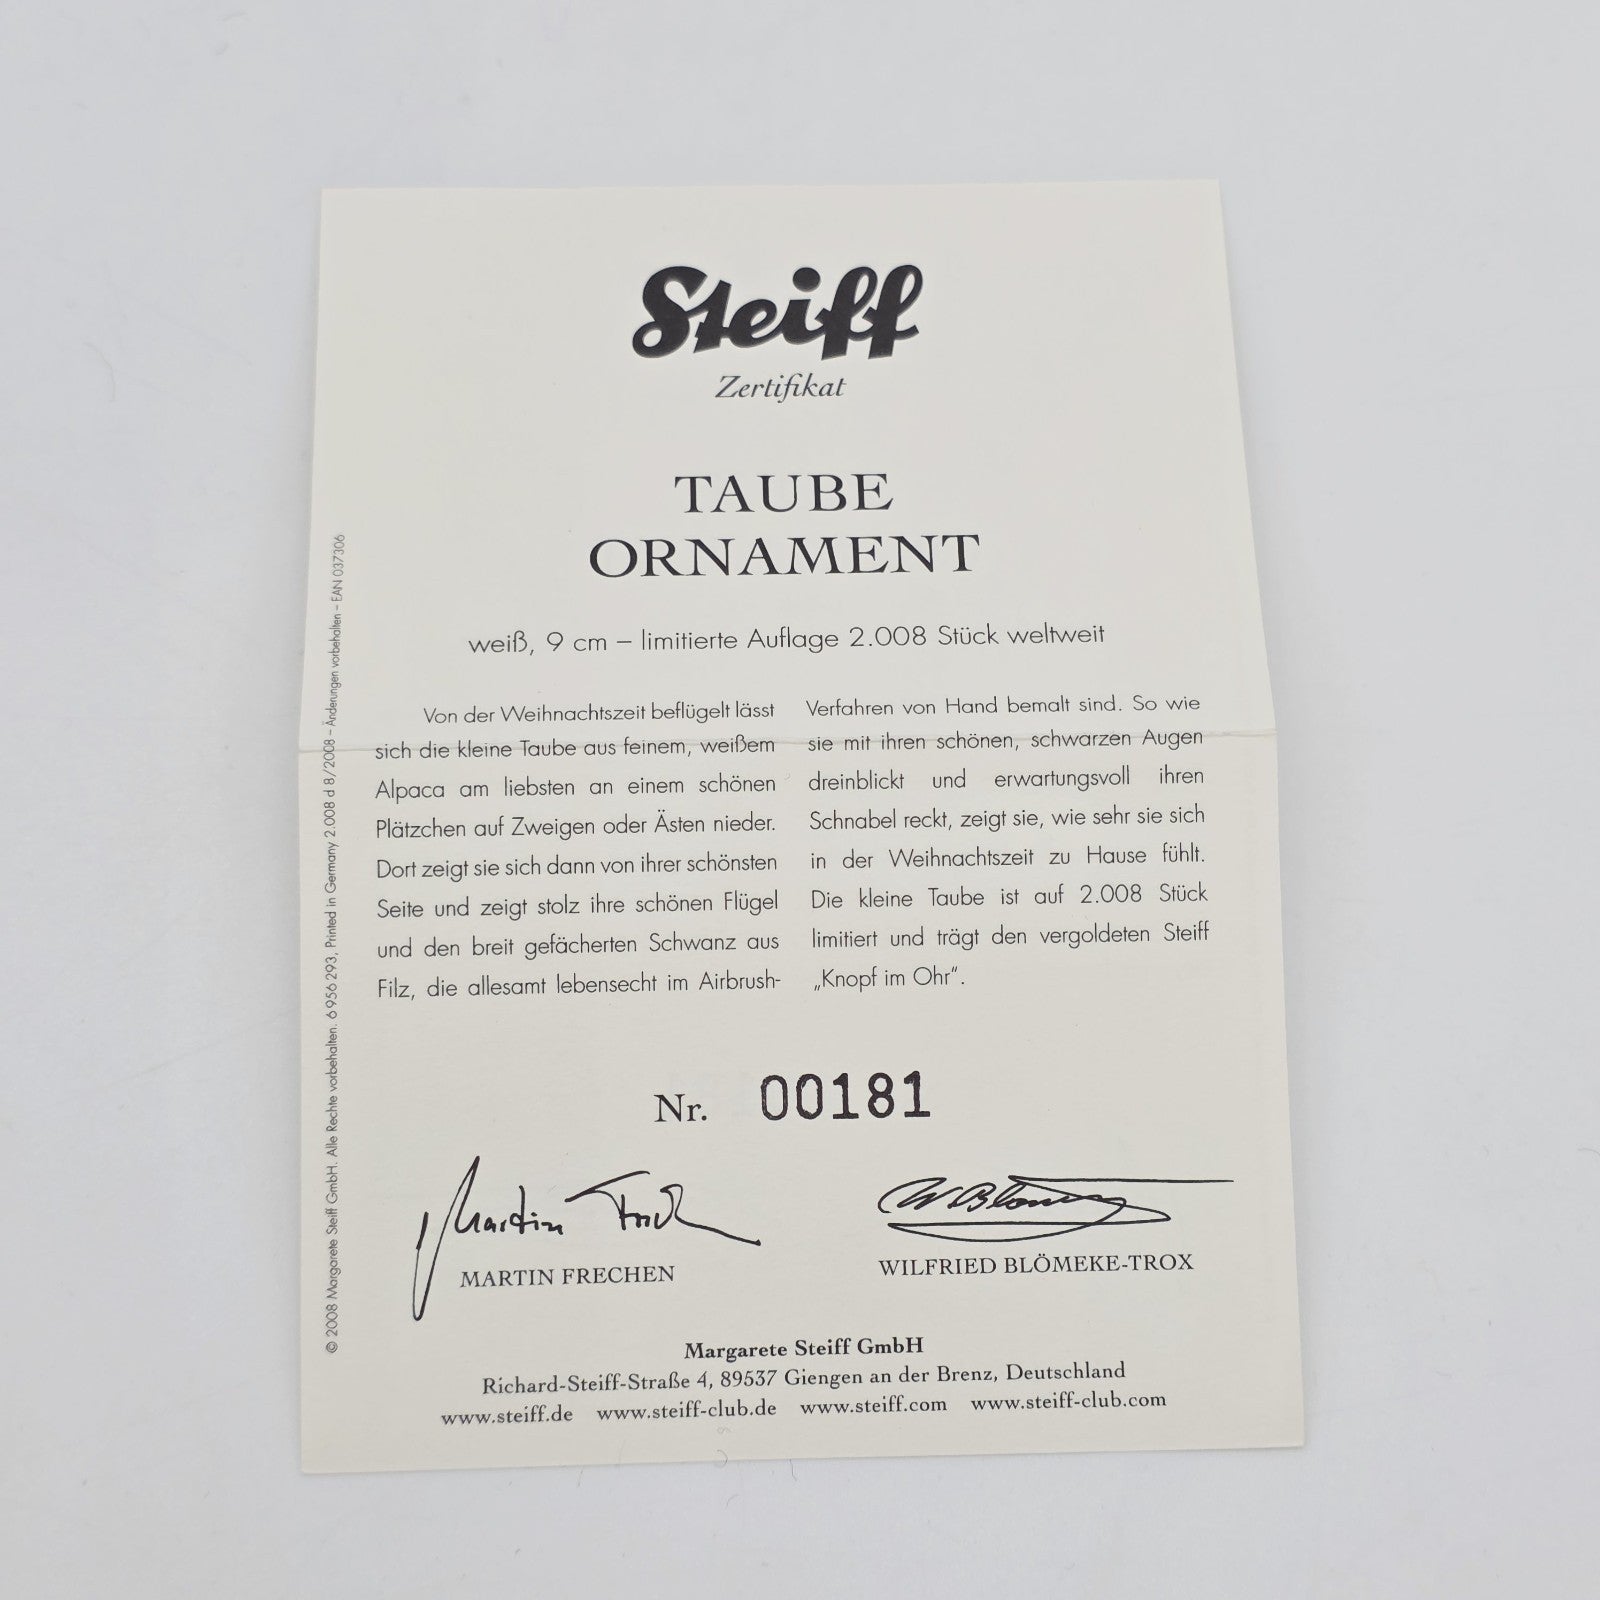 Steiff
Zertifikat
TAUBE
ORNAMENT
weiß, 9 cm – limitierte Auflage 2.008 Stück weltweit
Von der Weihnachtszeit beflügelt lässt
sich die kleine Taube aus feinem, weißem
Alpaca am liebsten an einem schönen
Plätzchen auf Zweigen oder Ästen nieder.
Dort zeigt sie sich dann von ihrer schönsten
Seite und zeigt stolz ihre schönen Flügel
und den breit gefächerten Schwanz aus
Filz, die allesamt lebensecht im Airbrush-
Verfahren von Hand bemalt sind. So wie
sie mit ihren schönen, schwarzen Augen
dreinblickt und erwartungsvoll ihren
Schnabel reckt, zeigt sie, wie sehr sie sich
in der Weihnachtszeit zu Hause fühlt.
Die kleine Taube ist auf 2.008 Stück
limitiert und trägt den vergoldeten Steiff
„Knopf im Ohr“.
Nr. 00181
Martin Frechen
W Blömeke
MARTIN FRECHEN
WILFRIED BLÖMEKE-TROX
Margarete Steiff GmbH
Richard-Steiff-Straße 4, 89537 Giengen an der Brenz, Deutschland
www.steiff.de www.steiff-club.de www.steiff.com www.steiff-club.com
© 2008 Margarete Steiff GmbH. Alle Rechte vorbehalten. 6 956 293, Printed in Germany 2.008 d 8/2008 – Änderungen vorbehalten – EAN 037306